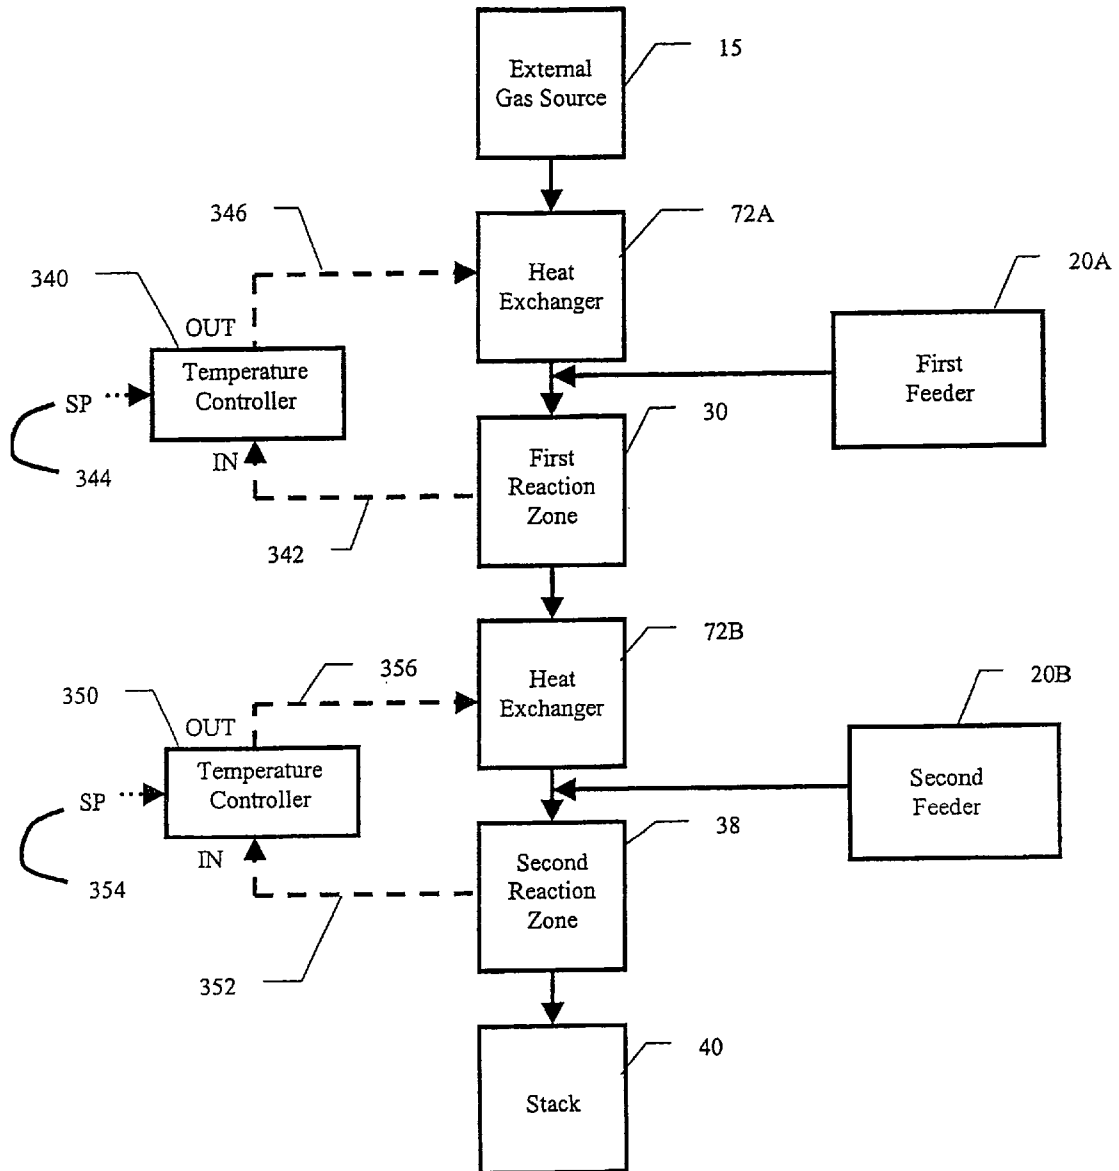 15
External
Gas Source
346
72A
340
Heat
Exchanger
20A
OUT
Temperature
Controller
First
Feeder
SP
30
IN
344
First
Reaction
Zone
342
72B
356
350
Heat
Exchanger
20B
OUT
Temperature
Controller
Second
Feeder
SP
38
IN
354
Second
Reaction
Zone
352
40
Stack